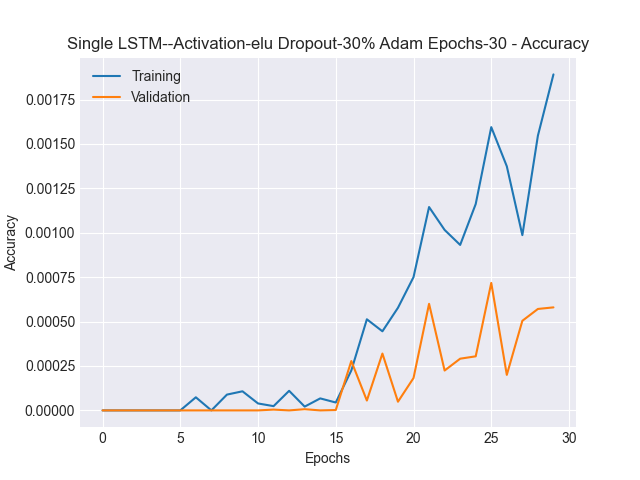 Single LSTM--Activation-elu Dropout-30% Adam Epochs-30 - Accuracy
Training
Validation
0.00175
0.00150
0.00125
0.00100
0.00075
0.00050
0.00025
0.00000
Accuracy
0 5 10 15 20 25 30
Epochs